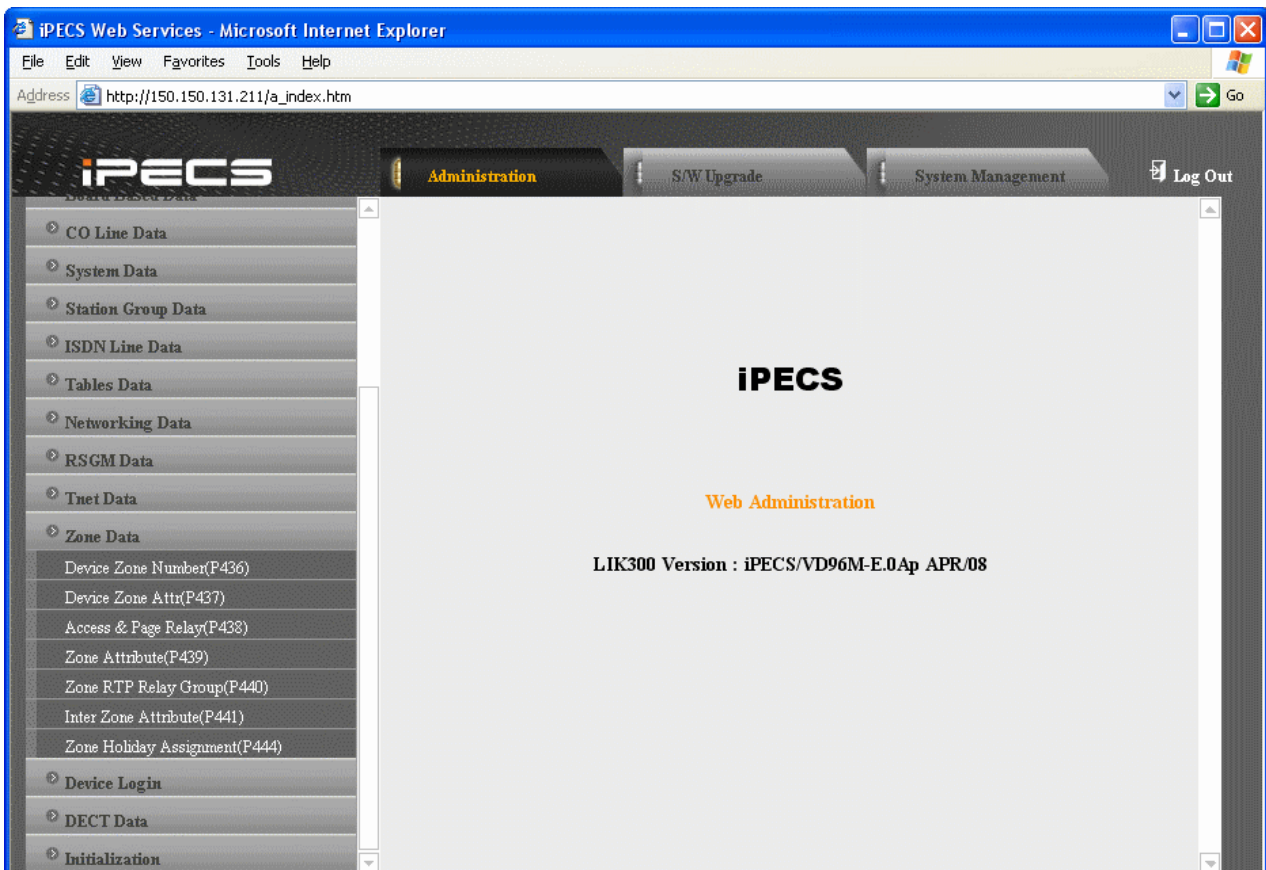 iPECS Web Services - Microsoft Internet Explorer
File Edit View Favorites Tools Help
Address http://150.150.131.211/a_index.htm Go
iPECS Administration S/W Upgrade System Management Log Out
Board Based Data
CO Line Data
System Data
Station Group Data
ISDN Line Data
Tables Data
Networking Data
RSGM Data
Tnet Data
Zone Data
Device Zone Number(P436)
Device Zone Attr(P437)
Access & Page Relay(P438)
Zone Attribute(P439)
Zone RTP Relay Group(P440)
Inter Zone Attribute(P441)
Zone Holiday Assignment(P444)
Device Login
DECT Data
Initialization
iPECS
Web Administration
LIK300 Version : iPECS/VD96M-E.0Ap APR/08